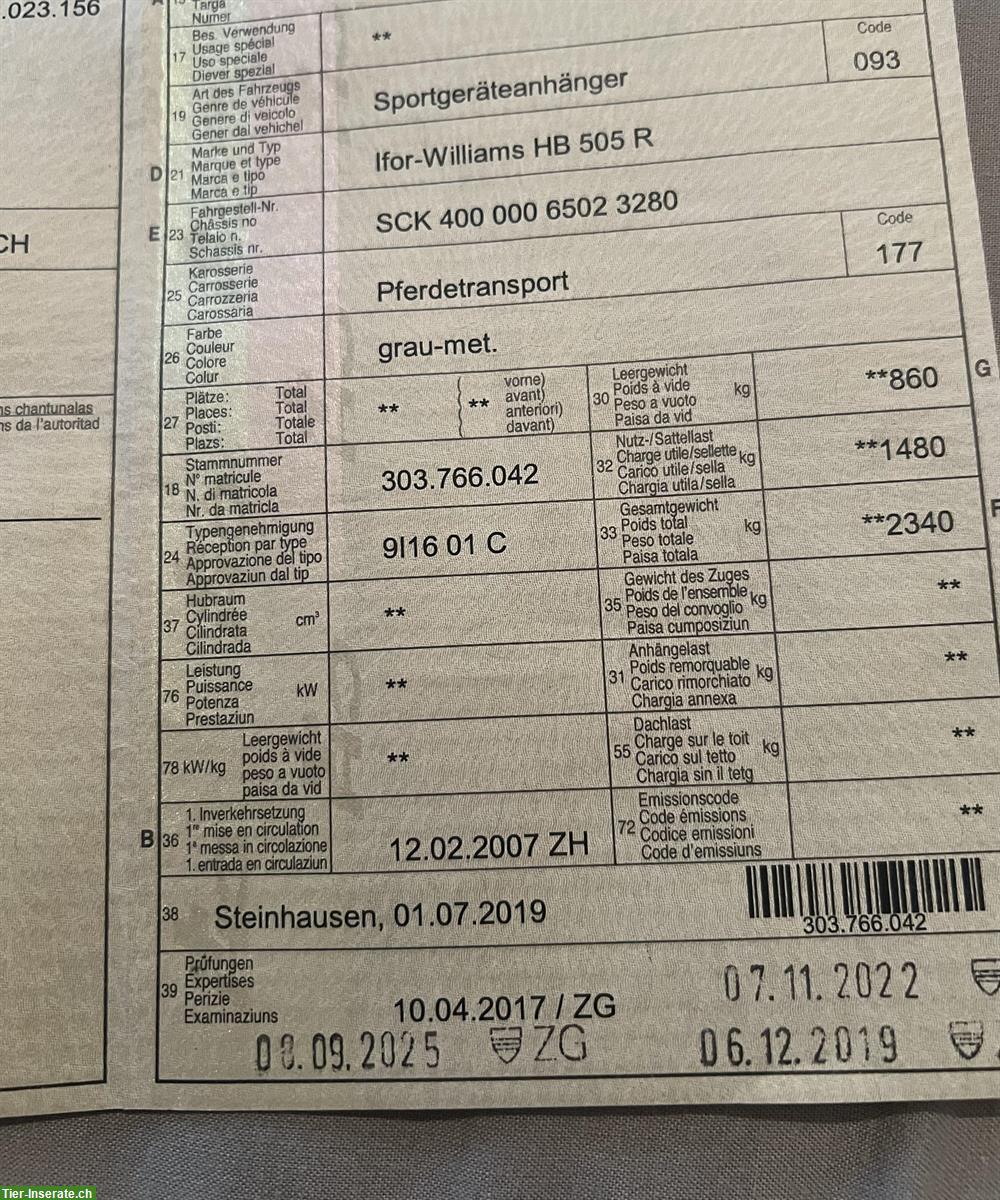 .023.156
Targa
Numer
17
Bes. Verwendung
Usage spécial
Uso speciale
Diever spezial
**
Code
093
19
Art des Fahrzeugs
Genre de véhicule
Genere di veicolo
Gener dal vehichel
Sportgeräteanhänger
D 21
Marke und Typ
Marque et type
Marca e tipo
Marca e tip
Ifor-Williams HB 505 R
E 23
Fahrgestell-Nr.
Châssis no
Telaio n.
Schassis nr.
SCK 400 000 6502 3280
CH
25
Karosserie
Carrosserie
Carrozzeria
Carossaria
Pferdetransport
Code
177
26
Farbe
Couleur
Colore
Colur
grau-met.
27
Plätze: Total
Places: Total
Posti: Totale
Plazs: Total
**
**
vorne)
avant)
anteriori)
davant)
30
Leergewicht
Poids à vide
Peso a vuoto
Paisa da vid
kg
**860
G
chantunalas
da l'autoritad
18
Stammnummer
N° matricule
N. di matricola
Nr. da matricla
303.766.042
32
Nutz-/Sattellast
Charge utile/sellette
Carico utile/sella
Chargia utila/sella
kg
**1480
24
Typengenehmigung
Réception par type
Approvazione del tipo
Approvaziun dal tip
9I16 01 C
33
Gesamtgewicht
Poids total
Peso totale
Paisa totala
kg
**2340
F
37
Hubraum
Cylindrée
Cilindrata
Cilindrada
cm³
**
35
Gewicht des Zuges
Poids de l'ensemble
Peso del convoglio
Paisa cumposiziun
kg
**
76
Leistung
Puissance
Potenza
Prestaziun
kW
**
31
Anhängelast
Poids remorquable
Carico rimorchiato
Chargia annexa
kg
**
78 kW/kg
Leergewicht
poids à vide
peso a vuoto
paisa da vid
**
55
Dachlast
Charge sur le toit
Carico sul tetto
Chargia sin il tetg
kg
**
B 36
1. Inverkehrsetzung
1re mise en circulation
1a messa in circolazione
1. entrada en circulaziun
12.02.2007 ZH
72
Emissionscode
Code émissions
Codice emissioni
Code d'emissiuns
**
38
Steinhausen, 01.07.2019
303.766.042
39
Prüfungen
Expertises
Perizie
Examinaziuns
10.04.2017 / ZG
07.11.2022
.09.2025 ZG
06.12.2019
Tier-Inserate.ch